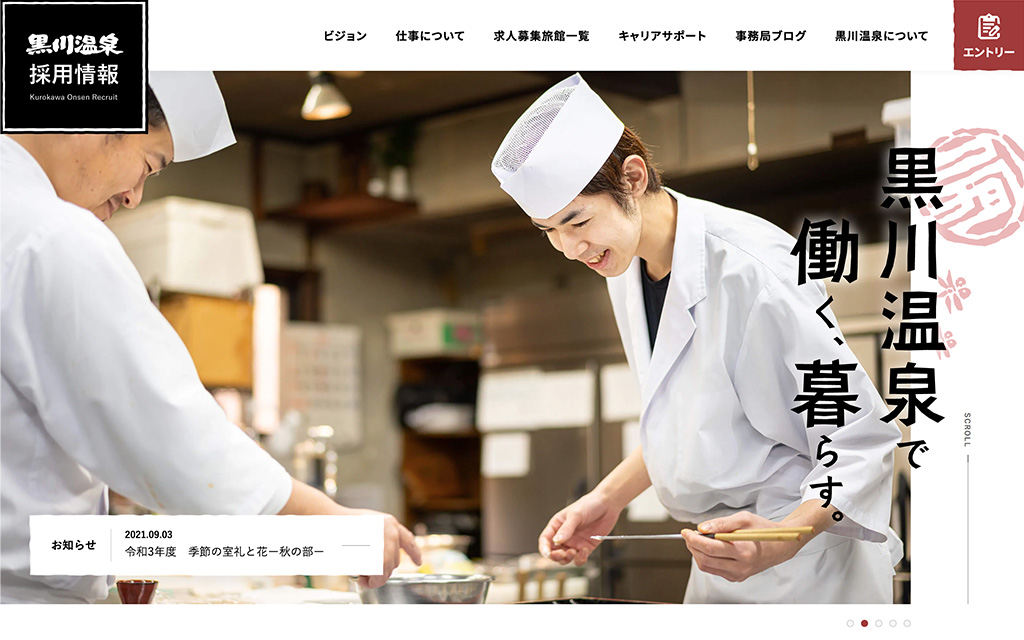 黒川温泉
採用情報
Kurokawa Onsen Recruit
ビジョン
仕事について
求人募集旅館一覧
キャリアサポート
事務局ブログ
黒川温泉について
エントリー
黒川温泉で
働く、暮らす。
SCROLL
お知らせ
2021.09.03
令和3年度 季節の室礼と花ー秋の部ー